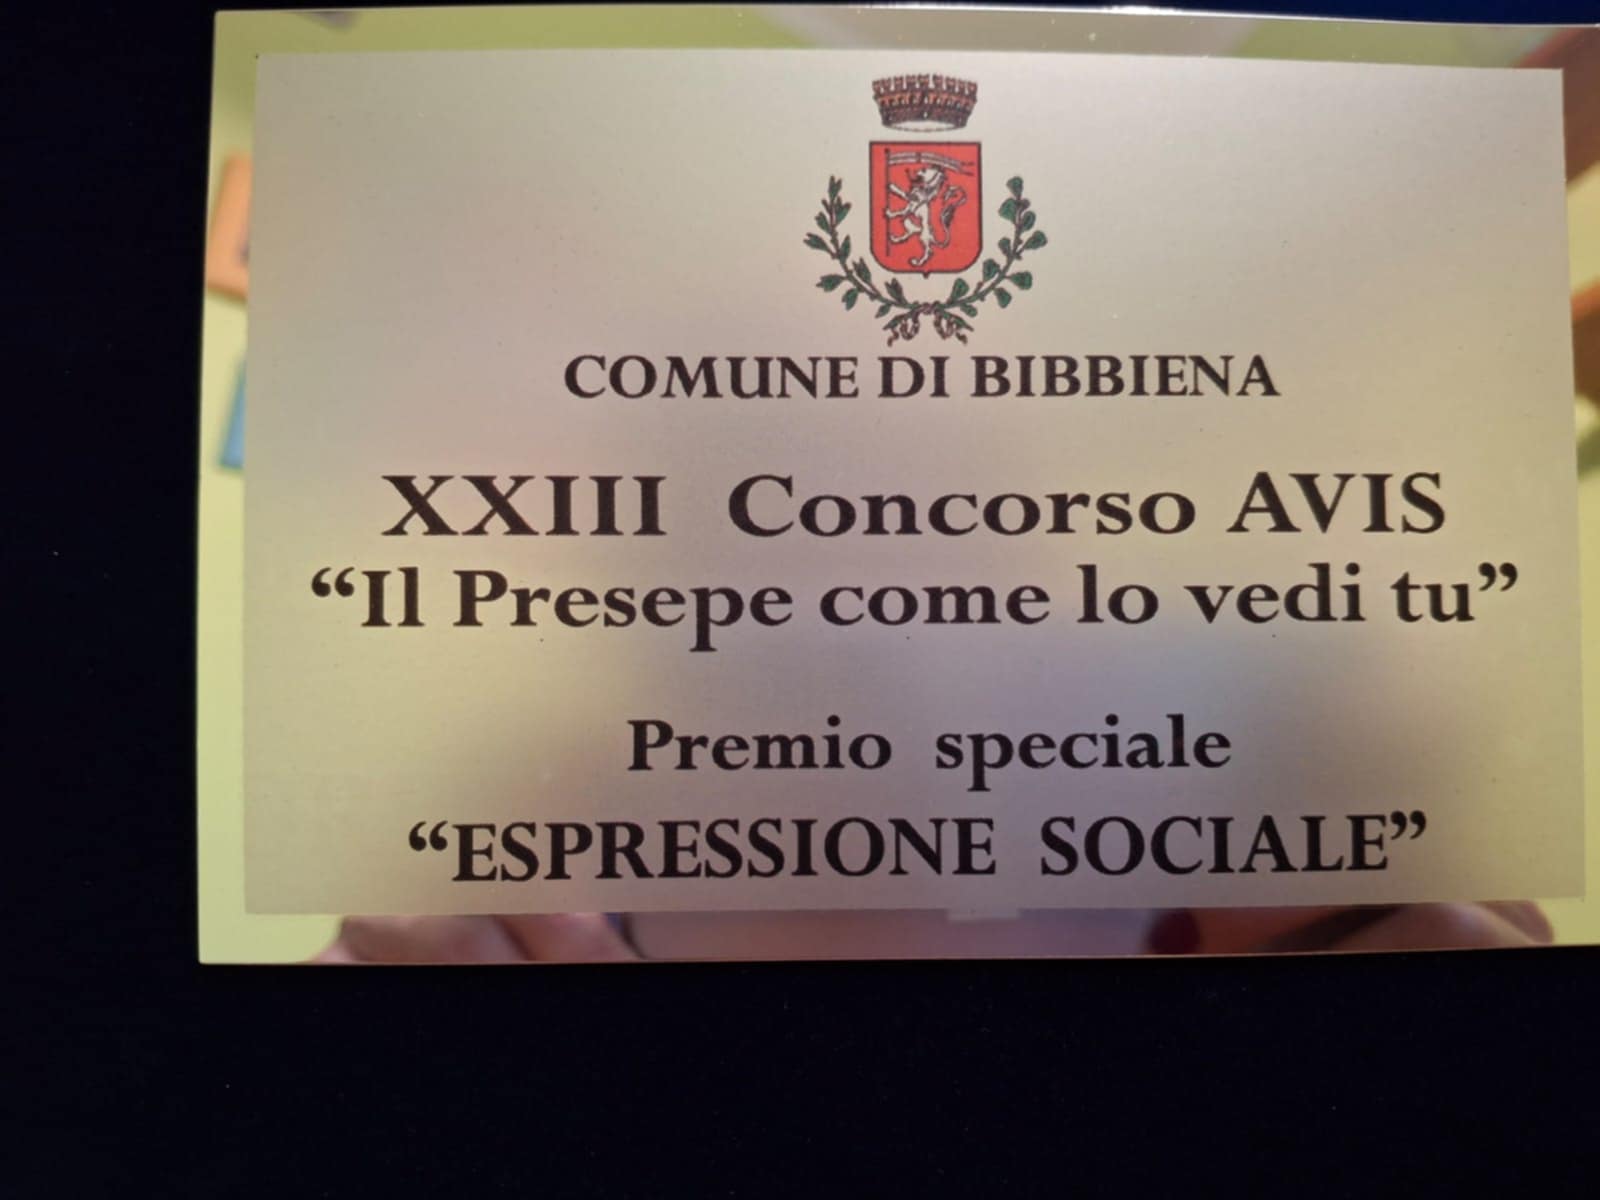 COMUNE DI BIBBIENA
XXIII Concorso AVIS
“Il Presepe come lo vedi tu”
Premio speciale
“ESPRESSIONE SOCIALE”